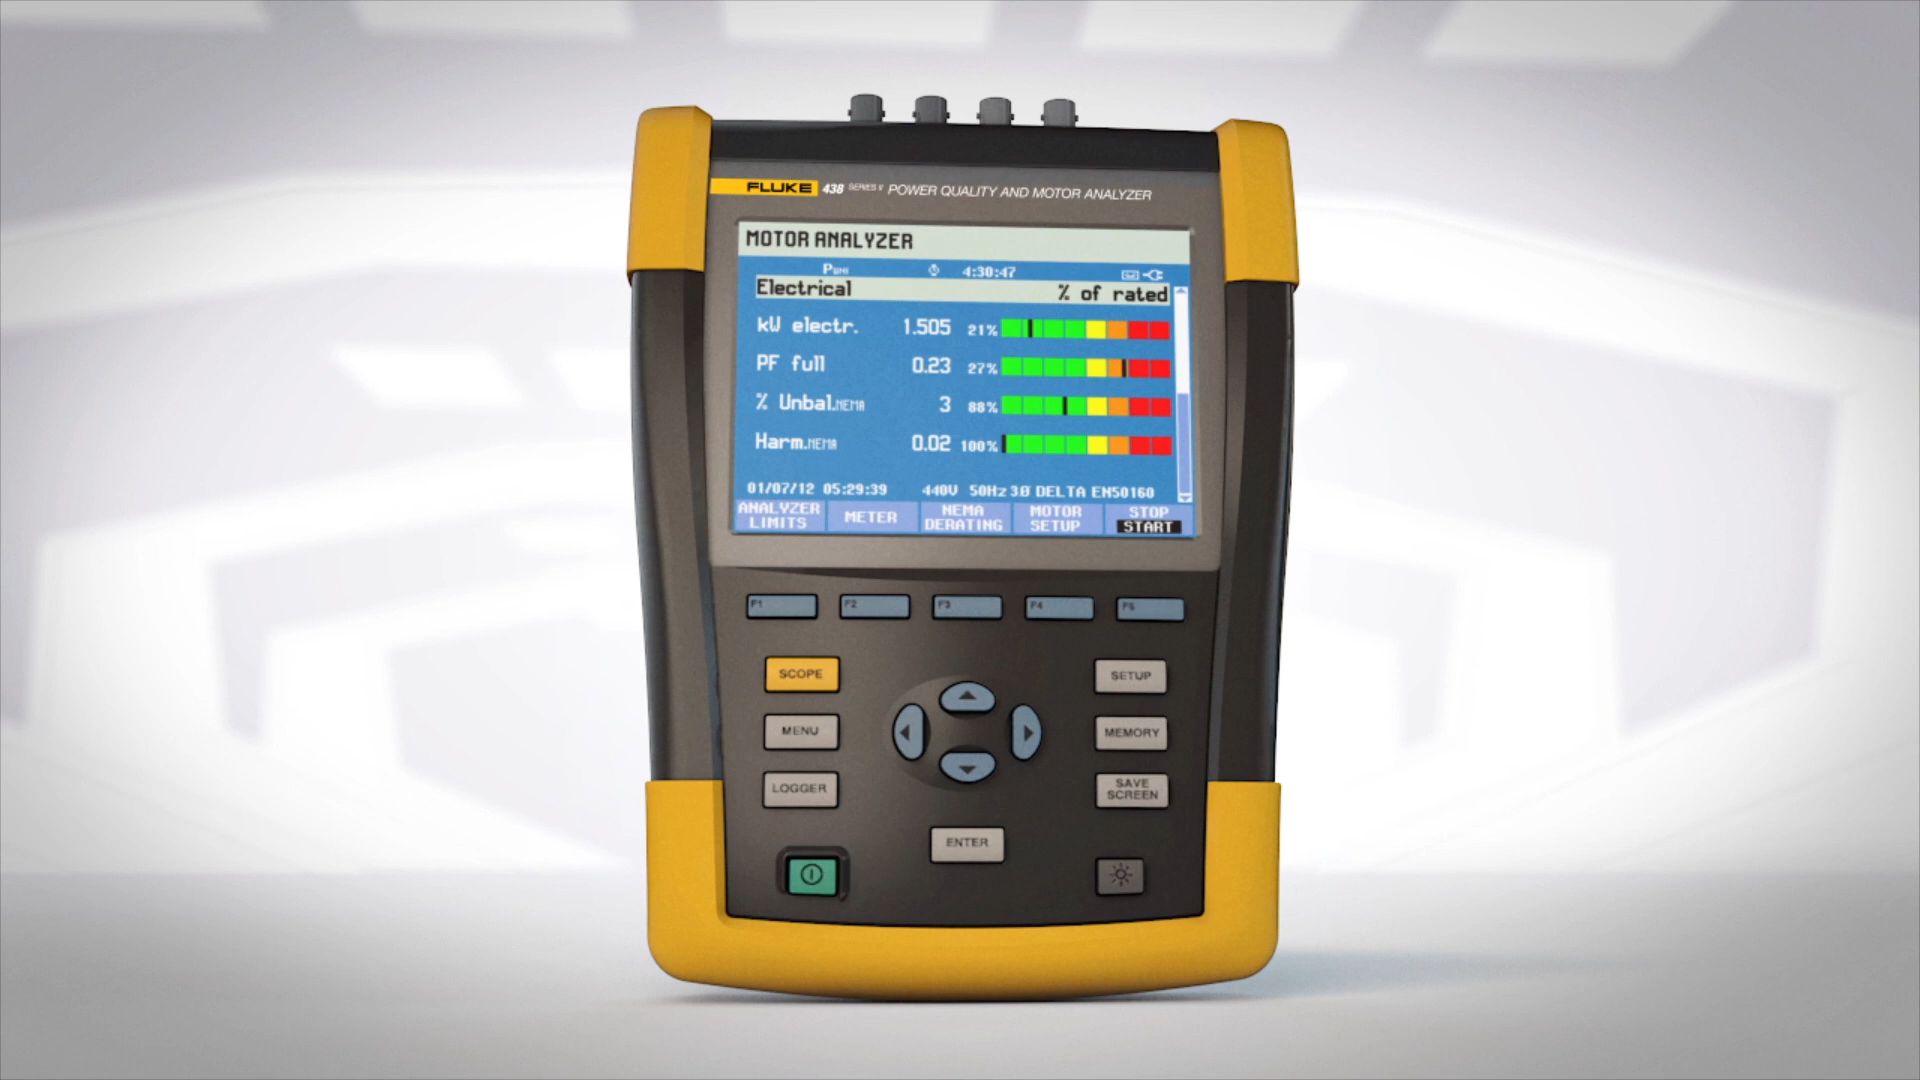 FLUKE 438 SERIES II POWER QUALITY AND MOTOR ANALYZER
MOTOR ANALYZER
PUNI 4:30:47
Electrical % of rated
kW electr. 1.505 21%
PF full 0.23 27%
% Unbal.NEMA 3 88%
Harm.NEMA 0.02 100%
01/07/12 05:29:39 440V 50Hz 3Ø DELTA EN50160
ANALYZER LIMITS METER NEMA DERATING MOTOR SETUP STOP START
F1 F2 F3 F4 F5
SCOPE SETUP
MENU MEMORY
LOGGER SAVE SCREEN
ENTER